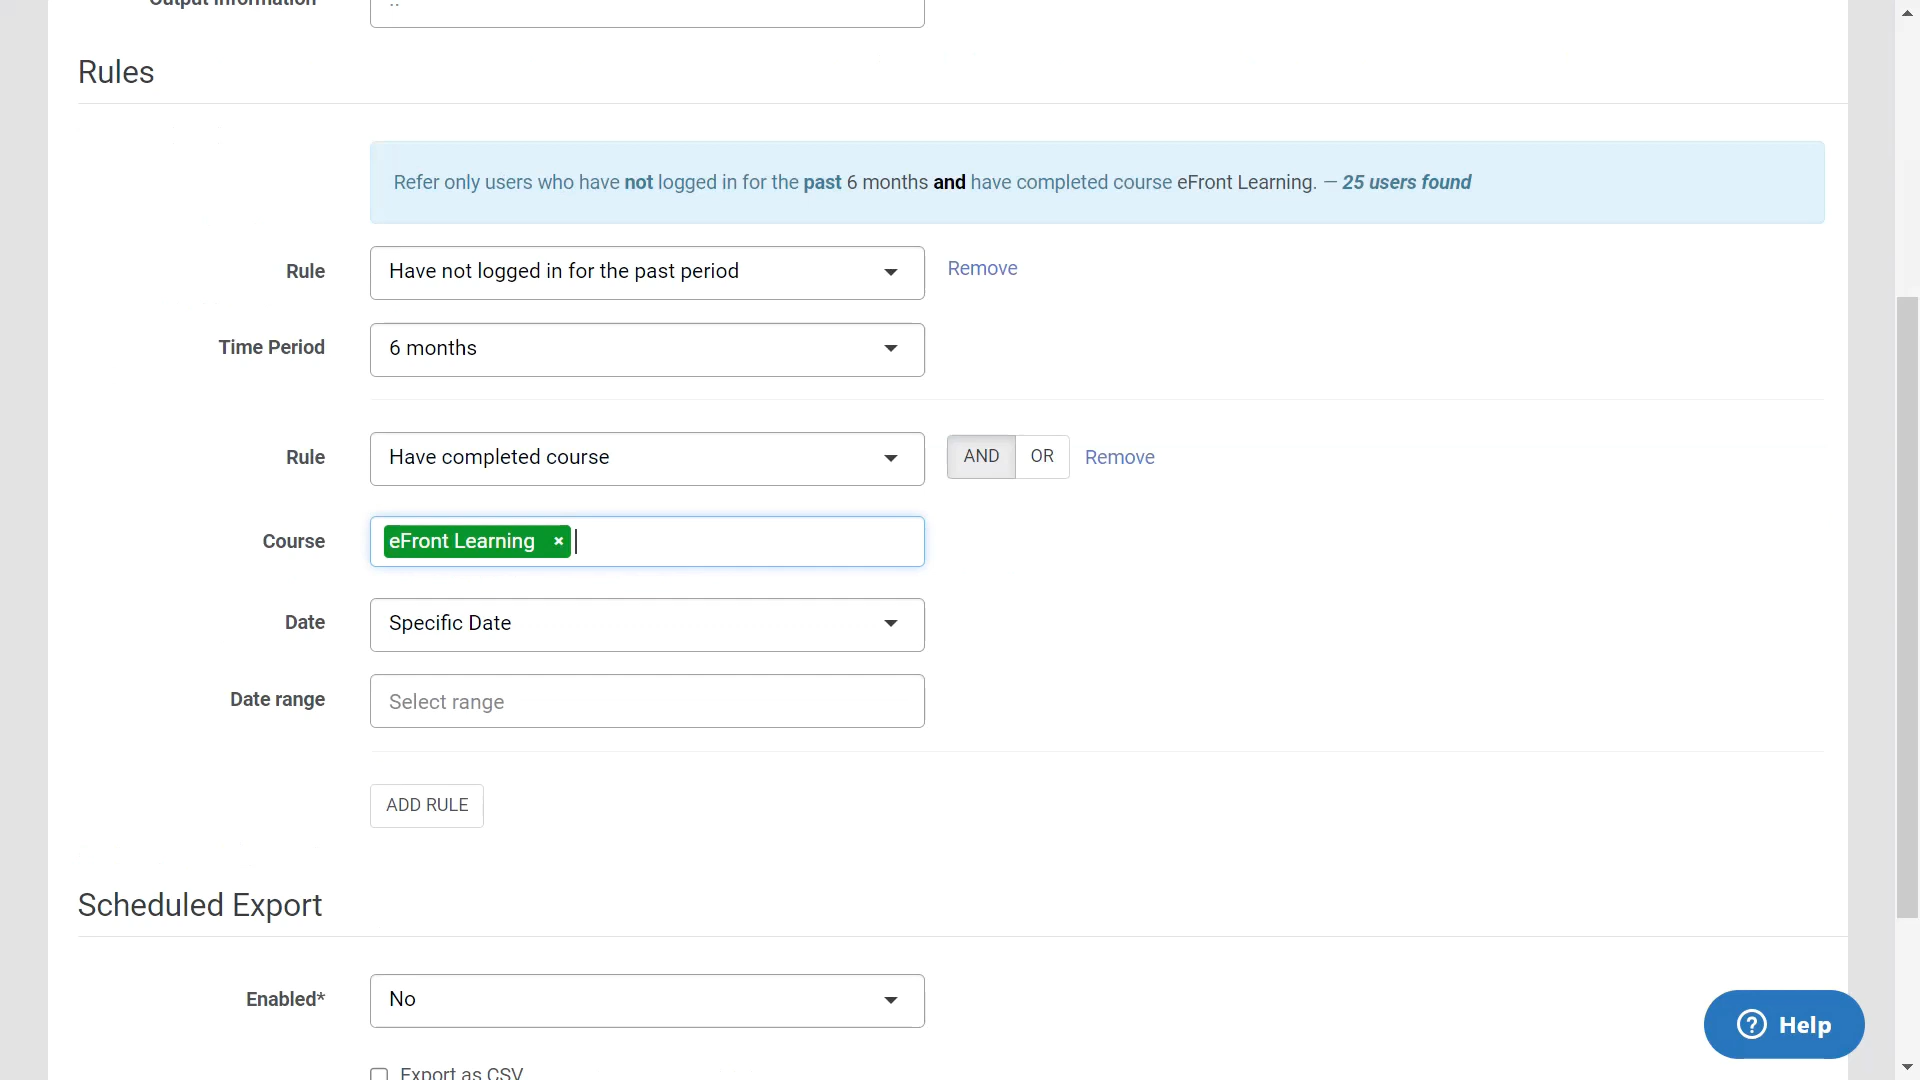 Output Information
..
Rules
Refer only users who have not logged in for the past 6 months and have completed course eFront Learning. — 25 users found
Rule
Have not logged in for the past period
Remove
Time Period
6 months
Rule
Have completed course
AND
OR
Remove
Course
eFront Learning ×
Date
Specific Date
Date range
Select range
ADD RULE
Scheduled Export
Enabled*
No
Export as CSV
? Help